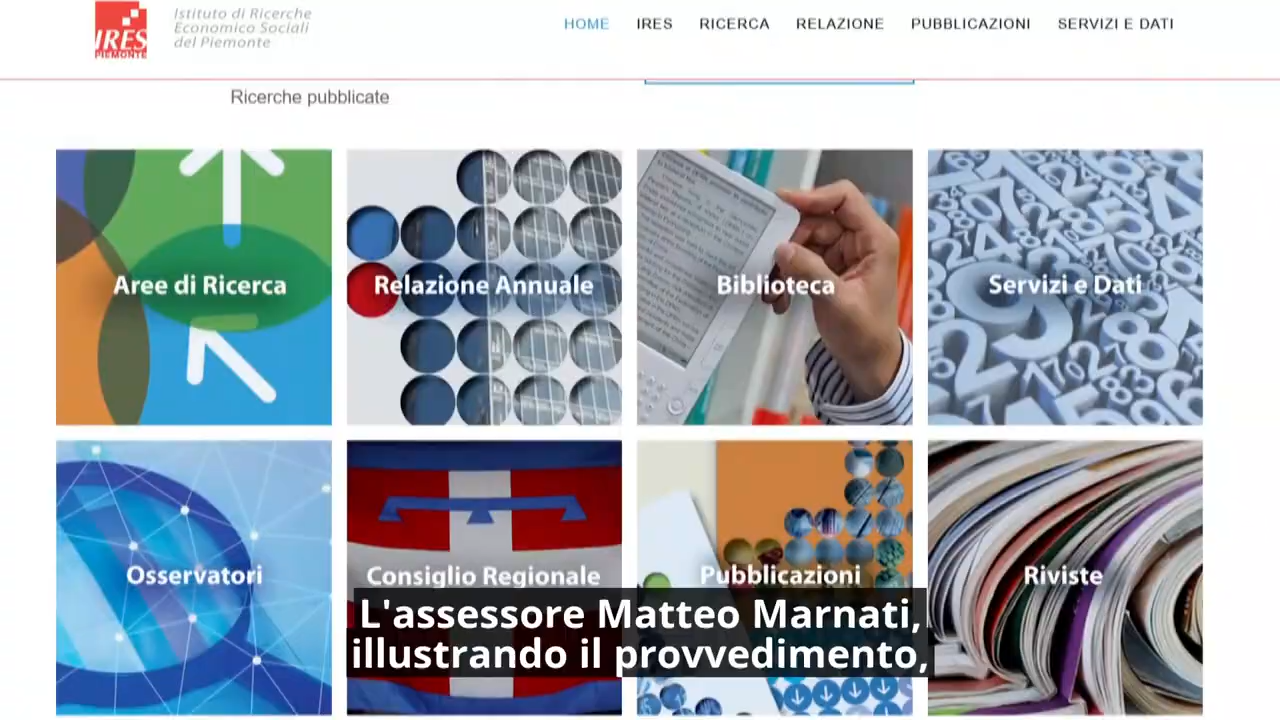 IRES
PIEMONTE
Istituto di Ricerche
Economico Sociali
del Piemonte
HOME IRES RICERCA RELAZIONE PUBBLICAZIONI SERVIZI E DATI
Ricerche pubblicate
Aree di Ricerca
Relazione Annuale
Biblioteca
Servizi e Dati
Osservatori
Consiglio Regionale
Pubblicazioni
Riviste
L'assessore Matteo Marnati,
illustrando il provvedimento,